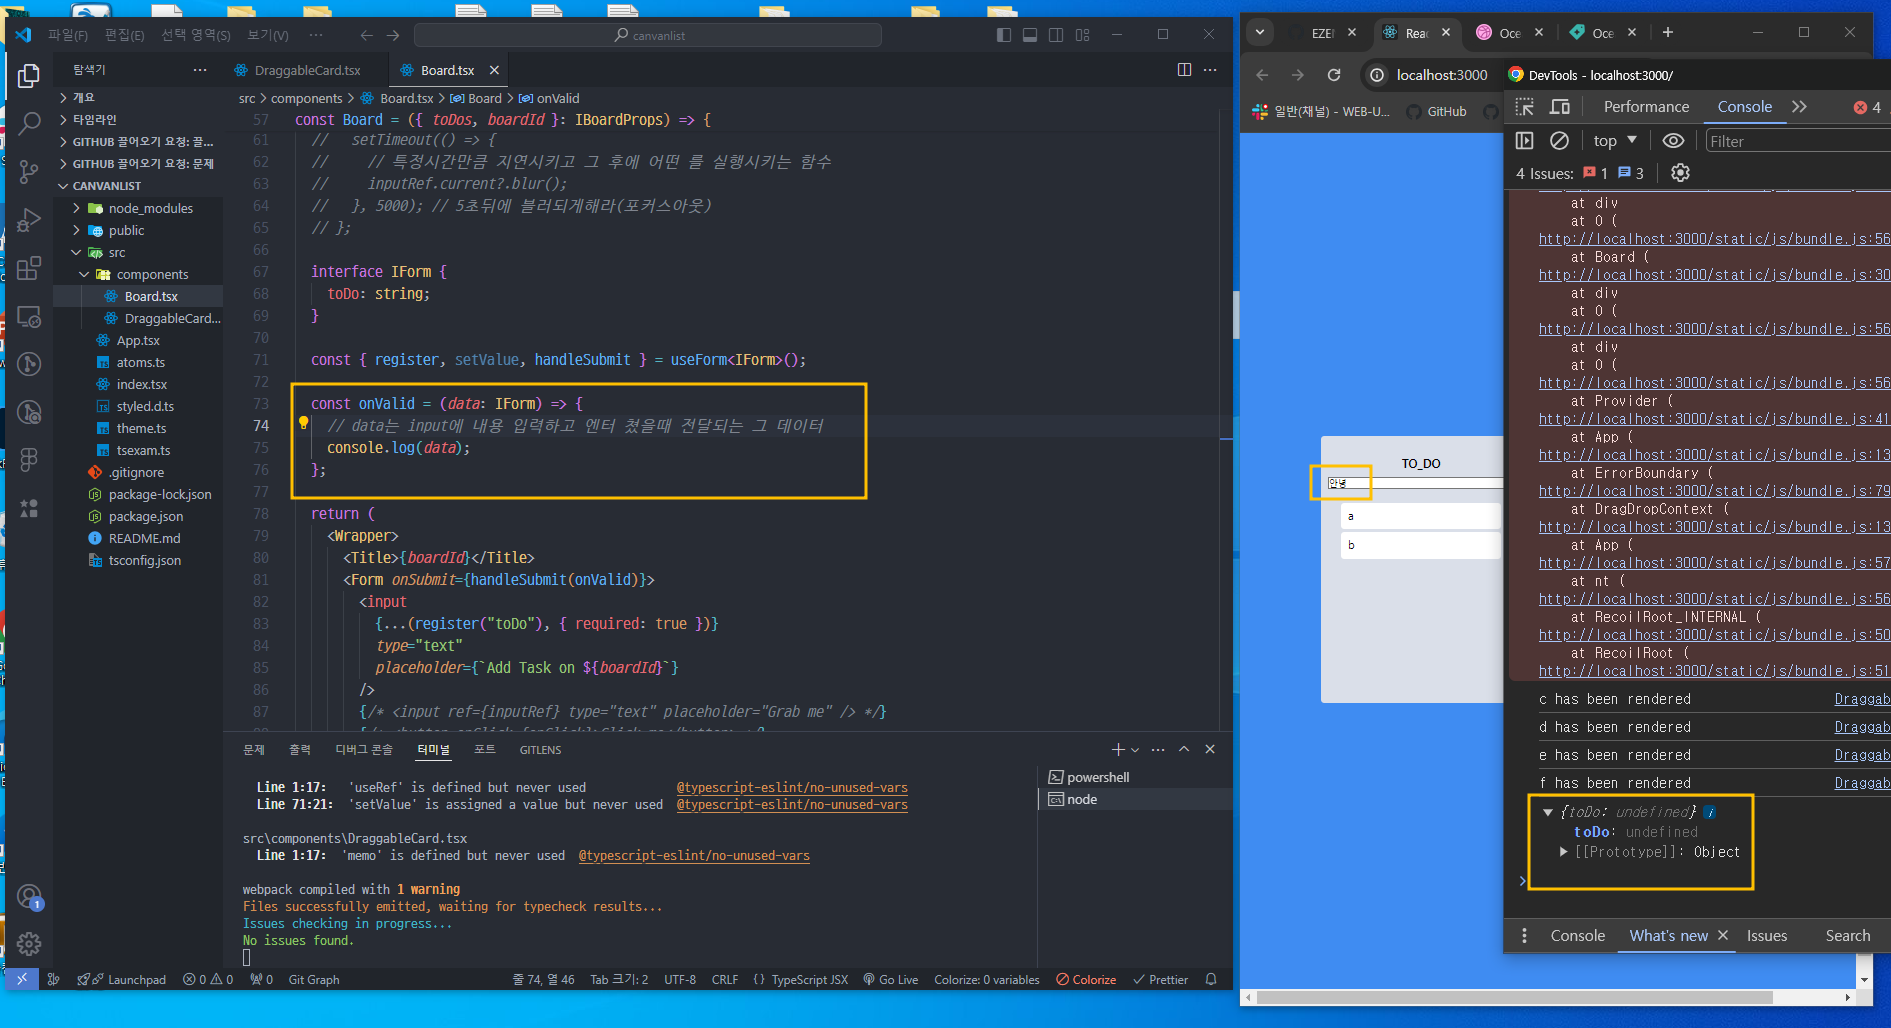 파일(F) 편집(E) 선택 영역(S) 보기(V) ··· canvanlist
탐색기 ···
개요
타임라인
GITHUB 끌어오기 요청: 끌...
GITHUB 끌어오기 요청: 문제
CANVANLIST
node_modules
public
src
components
Board.tsx
DraggableCard...
App.tsx
atoms.ts
index.tsx
styled.d.ts
theme.ts
tsexam.ts
.gitignore
package-lock.json
package.json
README.md
tsconfig.json
DraggableCard.tsx Board.tsx
src > components > Board.tsx > Board > onValid
57 const Board = ({ toDos, boardId }: IBoardProps) => {
61 // setTimeout(() => {
62 // // 특정시간만큼 지연시키고 그 후에 어떤 를 실행시키는 함수
63 // inputRef.current?.blur();
64 // }, 5000); // 5초뒤에 블러되게해라(포커스아웃)
65 // };
66
67 interface IForm {
68 toDo: string;
69 }
70
71 const { register, setValue, handleSubmit } = useForm<IForm>();
72
73 const onValid = (data: IForm) => {
74 // data는 input에 내용 입력하고 엔터 쳤을때 전달되는 그 데이터
75 console.log(data);
76 };
77
78 return (
79 <Wrapper>
80 <Title>{boardId}</Title>
81 <Form onSubmit={handleSubmit(onValid)}>
82 <input
83 {...(register("toDo"), { required: true })}
84 type="text"
85 placeholder={`Add Task on ${boardId}`}
86 />
87 {/* <input ref={inputRef} type="text" placeholder="Grab me" /> */}
문제 출력 디버그 콘솔 터미널 포트 GITLENS
Line 1:17: 'useRef' is defined but never used @typescript-eslint/no-unused-vars
Line 71:21: 'setValue' is assigned a value but never used @typescript-eslint/no-unused-vars
src\components\DraggableCard.tsx
Line 1:17: 'memo' is defined but never used @typescript-eslint/no-unused-vars
webpack compiled with 1 warning
Files successfully emitted, waiting for typecheck results...
Issues checking in progress...
No issues found.
powershell
node
1
Launchpad 0 0 0 Git Graph 줄 74, 열 46 Tab 크기: 2 UTF-8 CRLF {} TypeScript JSX Go Live Colorize: 0 variables Colorize Prettier
EZEN Reac Oce Oce
localhost:3000
일반(채널) - WEB-U... GitHub
TO_DO
안녕
a
b
DevTools - localhost:3000/
Performance Console 4
top Filter
4 Issues: 1 3
at div
at O (
http://localhost:3000/static/js/bundle.js:56
at Board (
http://localhost:3000/static/js/bundle.js:30
at div
at O (
http://localhost:3000/static/js/bundle.js:56
at div
at O (
http://localhost:3000/static/js/bundle.js:56
at Provider (
http://localhost:3000/static/js/bundle.js:41
at App (
http://localhost:3000/static/js/bundle.js:13
at ErrorBoundary (
http://localhost:3000/static/js/bundle.js:79
at DragDropContext (
http://localhost:3000/static/js/bundle.js:13
at App (
http://localhost:3000/static/js/bundle.js:57
at nt (
http://localhost:3000/static/js/bundle.js:56
at RecoilRoot_INTERNAL (
http://localhost:3000/static/js/bundle.js:50
at RecoilRoot (
http://localhost:3000/static/js/bundle.js:51
c has been rendered Draggab
d has been rendered Draggab
e has been rendered Draggab
f has been rendered Draggab
{toDo: undefined} i
toDo: undefined
[[Prototype]]: Object
Console What's new Issues Search